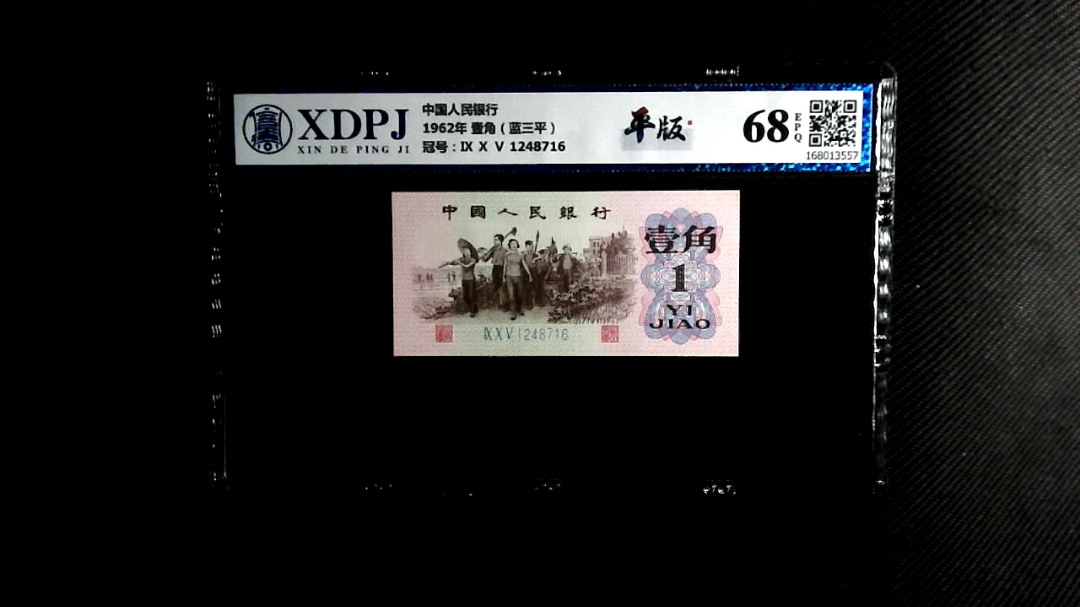 XDPJ
XIN DE PING JI
中国人民银行
1962年 壹角（蓝三平）
冠号：IX X V 1248716
平版
68
EPQ
168013557
中國人民銀行
壹角
1
YI
JIAO
IX X V 1248716